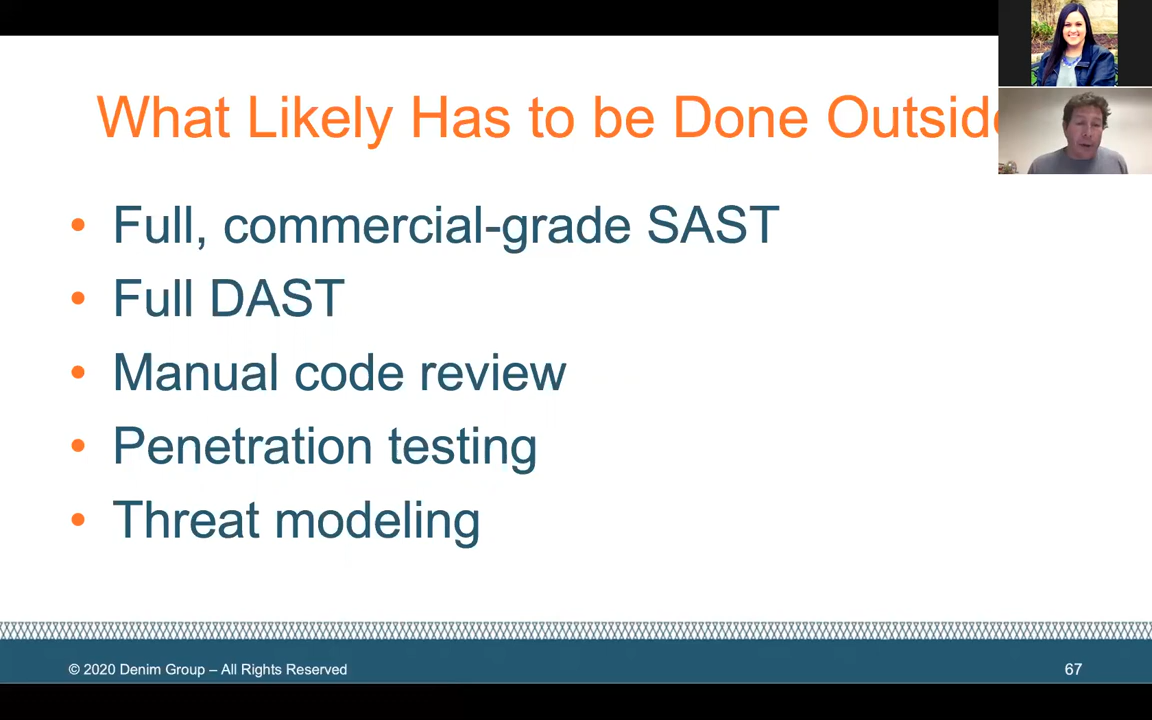 What Likely Has to be Done Outside
• Full, commercial-grade SAST
• Full DAST
• Manual code review
• Penetration testing
• Threat modeling
© 2020 Denim Group – All Rights Reserved
67